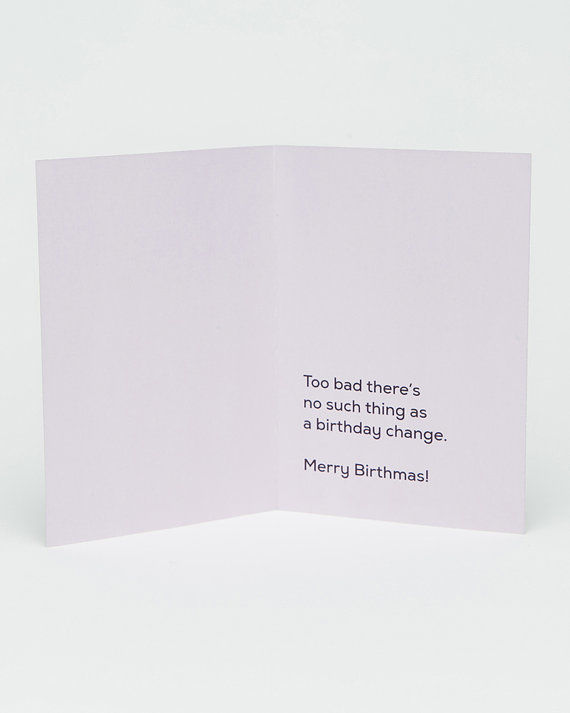 Too bad there's
no such thing as
a birthday change.
Merry Birthmas!